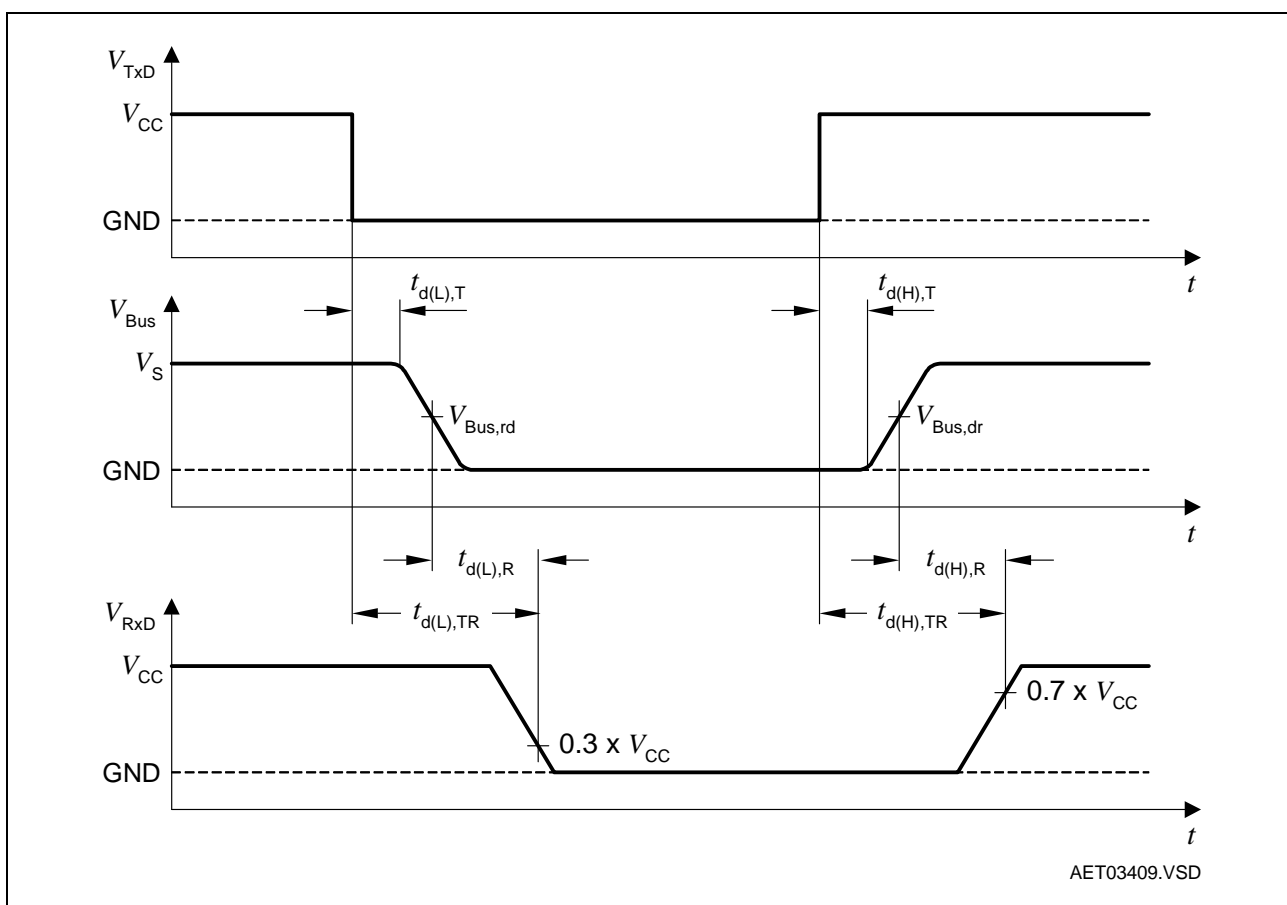 V_TxD
V_CC
GND
t
t_d(L),T
t_d(H),T
V_Bus
V_S
V_Bus,rd
V_Bus,dr
GND
t
t_d(L),R
t_d(H),R
t_d(L),TR
t_d(H),TR
V_RxD
V_CC
0.7 x V_CC
0.3 x V_CC
GND
t
AET03409.VSD